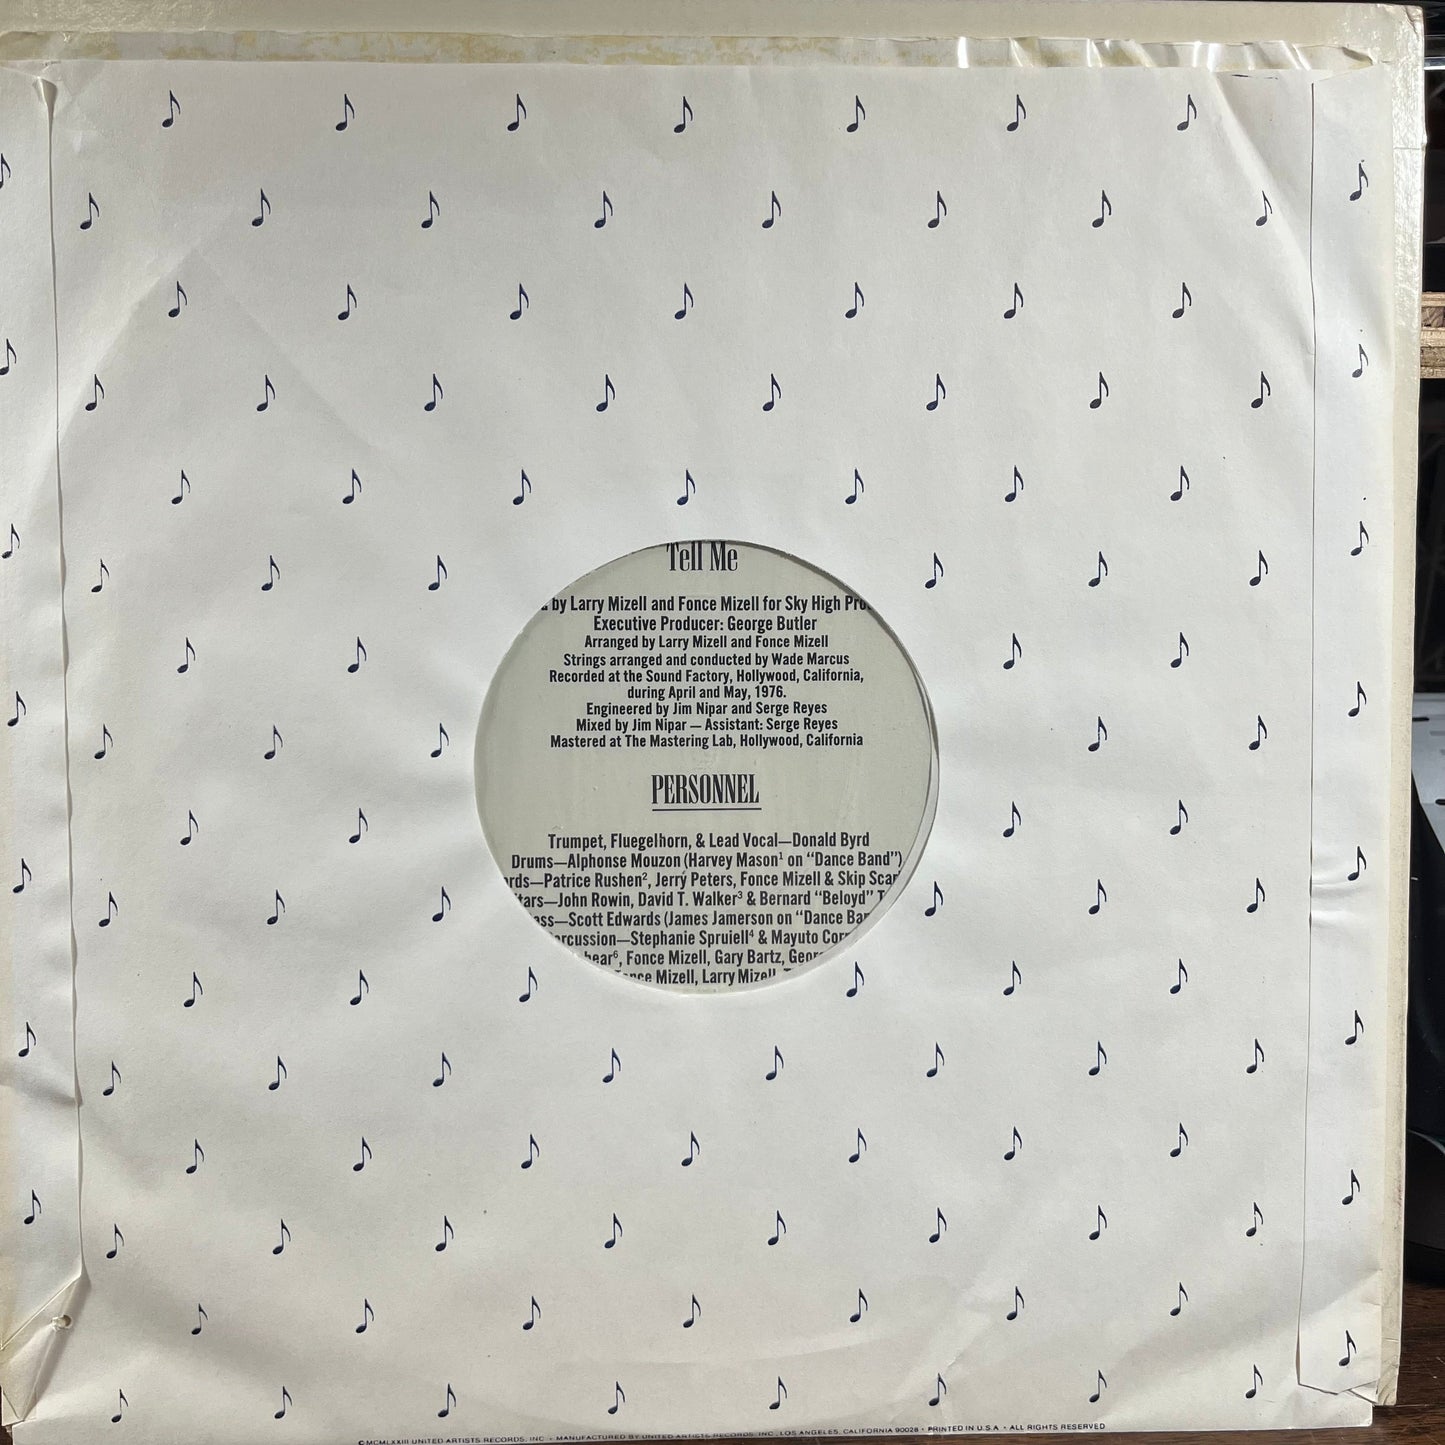 Tell Me
by Larry Mizell and Fonce Mizell for Sky High
Executive Producer: George Butler
Arranged by Larry Mizell and Fonce Mizell
Strings arranged and conducted by Wade Marcus
Recorded at the Sound Factory, Hollywood, California,
during April and May, 1976.
Engineered by Jim Nipar and Serge Reyes
Mixed by Jim Nipar — Assistant: Serge Reyes
Mastered at The Mastering Lab, Hollywood, California
PERSONNEL
Trumpet, Fluegelhorn, & Lead Vocal—Donald Byrd
Drums—Alphonse Mouzon (Harvey Mason¹ on “Dance Band”)
Patrice Rushen², Jerry Peters, Fonce Mizell & Skip
John Rowin, David T. Walker³ & Bernard “Beloyd”
Scott Edwards (James Jamerson on “Dance
Stephanie Spruiell⁴ & Mayuto
Fonce Mizell, Gary Bartz,
Mizell, Larry Mizell,
©MCMLXXIII UNITED ARTISTS RECORDS, INC • MANUFACTURED BY UNITED ARTISTS RECORDS, INC., LOS ANGELES, CALIFORNIA 90028 • PRINTED IN U.S.A • ALL RIGHTS RESERVED